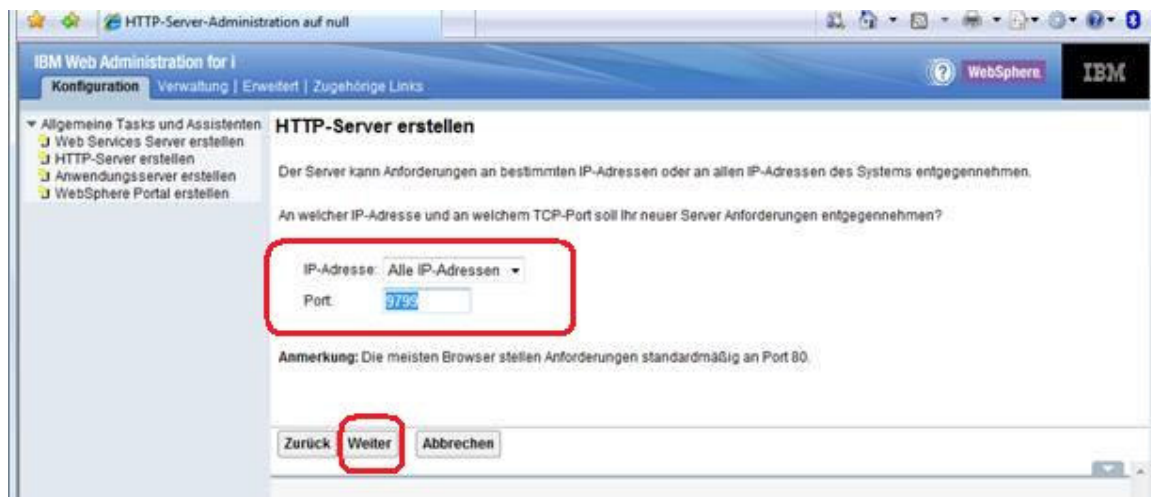 HTTP-Server-Administration auf null
IBM Web Administration for i
Konfiguration Verwaltung | Erweitert | Zugehörige Links
? WebSphere. IBM
Allgemeine Tasks und Assistenten
Web Services Server erstellen
HTTP-Server erstellen
Anwendungsserver erstellen
WebSphere Portal erstellen
HTTP-Server erstellen
Der Server kann Anforderungen an bestimmten IP-Adressen oder an allen IP-Adressen des Systems entgegennehmen.
An welcher IP-Adresse und an welchem TCP-Port soll Ihr neuer Server Anforderungen entgegennehmen?
IP-Adresse: Alle IP-Adressen
Port: 9799
Anmerkung: Die meisten Browser stellen Anforderungen standardmäßig an Port 80.
Zurück Weiter Abbrechen